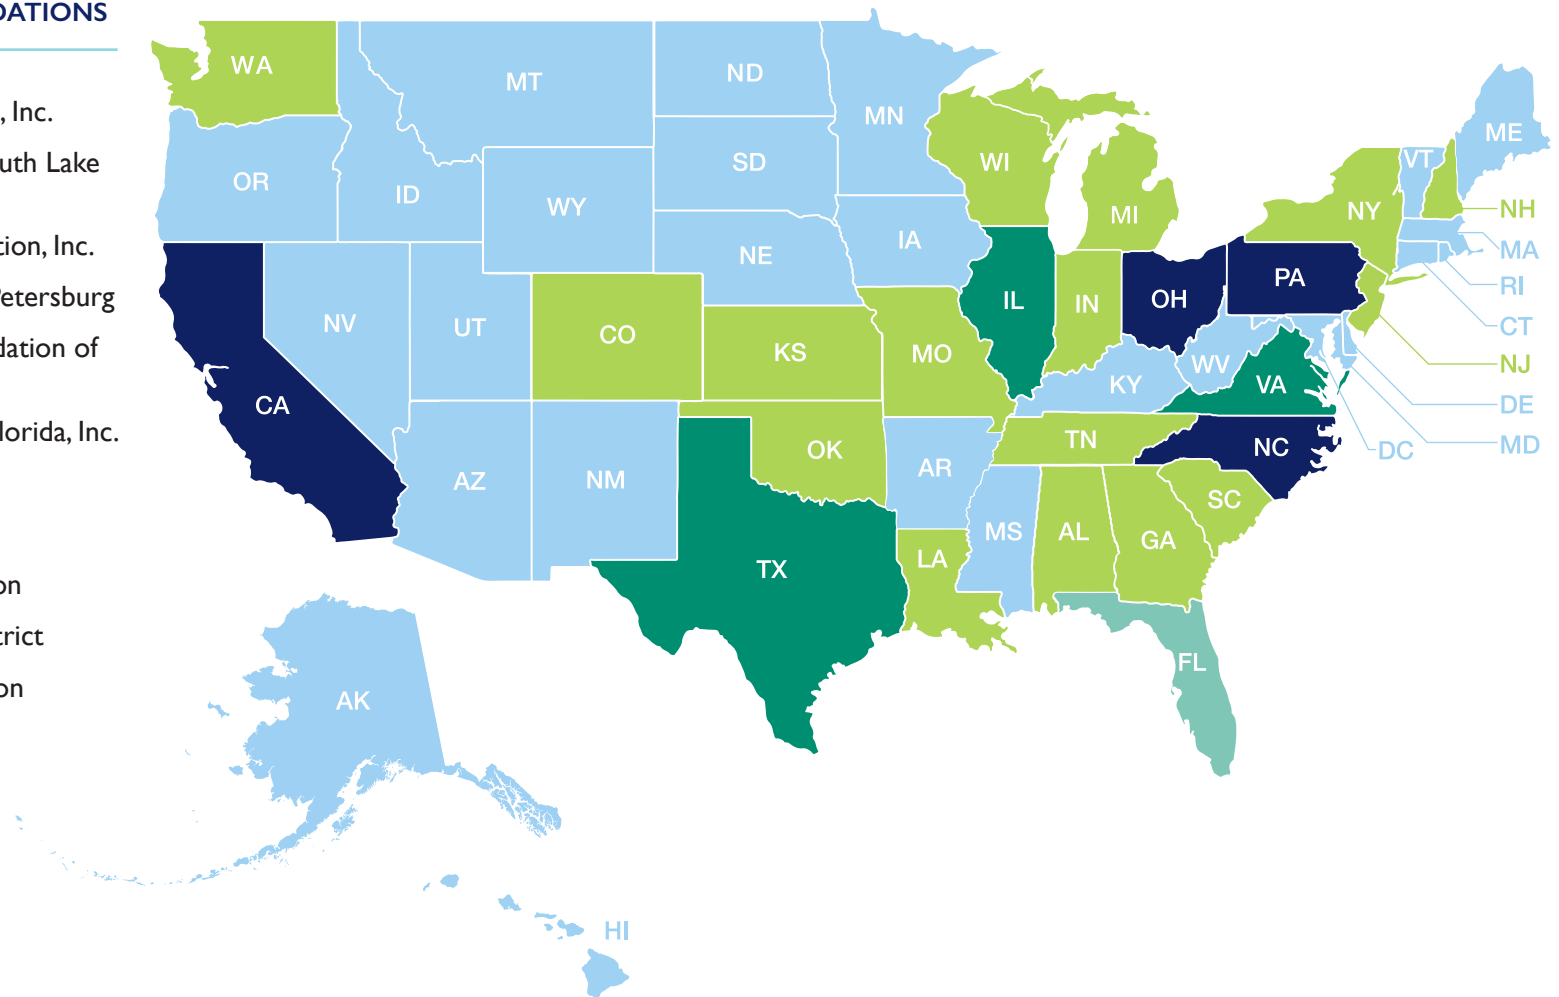 DATIONS
, Inc.
uth Lake
tion, Inc.
Petersburg
dation of
lorida, Inc.
on
trict
on
WA
MT
ND
MN
OR
ID
WY
SD
WI
MI
NY
VT
ME
NH
MA
RI
CT
NJ
DE
MD
DC
NV
UT
CO
NE
IA
KS
MO
IL
IN
OH
PA
WV
KY
VA
CA
AZ
NM
OK
AR
TN
NC
SC
TX
LA
MS
AL
GA
FL
AK
HI